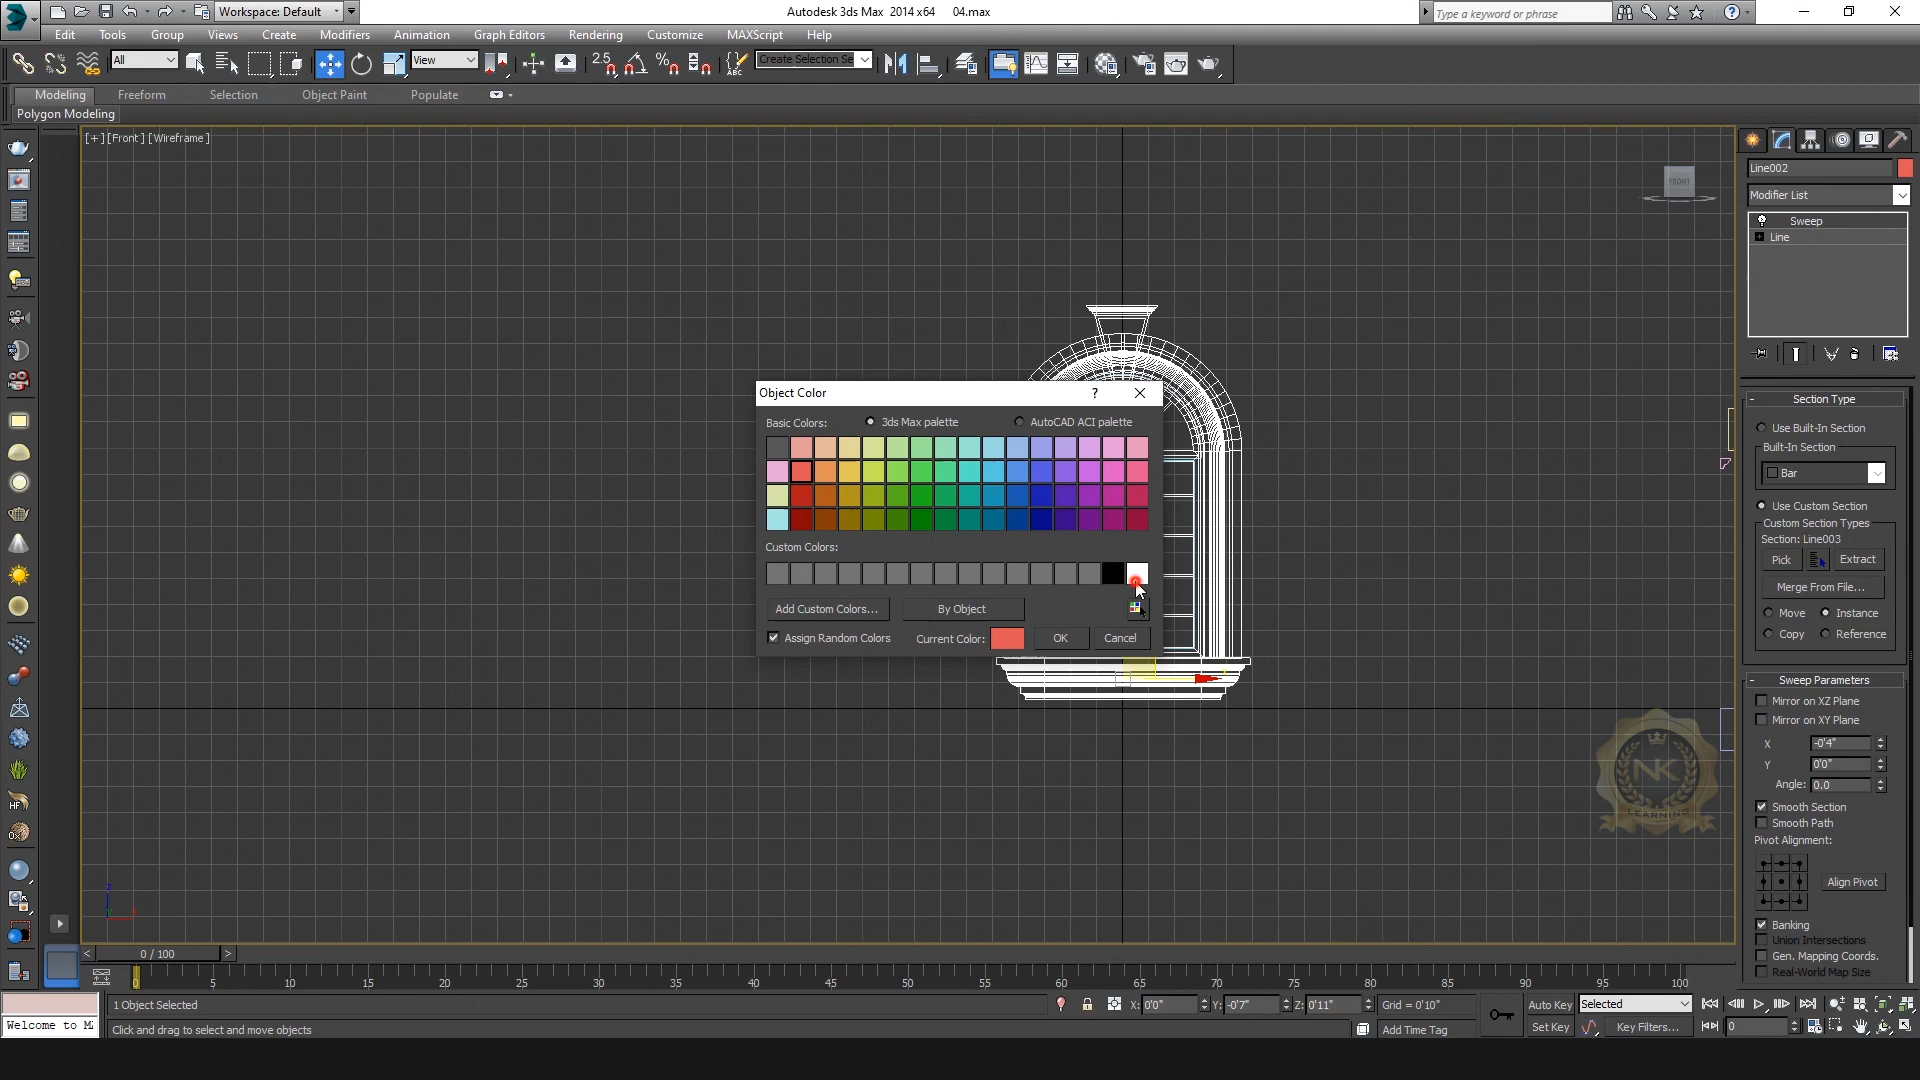 Workspace: Default
Autodesk 3ds Max 2014 x64 04.max
Type a keyword or phrase
Edit Tools Group Views Create Modifiers Animation Graph Editors Rendering Customize MAXScript Help
All View 2.5 Create Selection Se
Modeling Freeform Selection Object Paint Populate
Polygon Modeling
[+] [Front] [Wireframe]
FRONT
Line002
Modifier List
Sweep
Line
Object Color
Basic Colors: 3ds Max palette AutoCAD ACI palette
Custom Colors:
Add Custom Colors... By Object
Assign Random Colors Current Color: OK Cancel
Section Type
Use Built-In Section
Built-In Section
Bar
Use Custom Section
Custom Section Types
Section: Line003
Pick Extract
Merge From File...
Move Instance
Copy Reference
Sweep Parameters
Mirror on XZ Plane
Mirror on XY Plane
X -0'4"
Y 0'0"
Angle: 0.0
Smooth Section
Smooth Path
Pivot Alignment:
Align Pivot
Banking
Union Intersections
Gen. Mapping Coords.
Real-World Map Size
NK
LEARNING
HF
0 / 100
0 5 10 15 20 25 30 35 40 45 50 55 60 65 70 75 80 85 90 95 100
1 Object Selected
X: 0'0" Y: -0'7" Z: 0'11" Grid = 0'10"
Auto Key Selected
Welcome to M
Click and drag to select and move objects
Add Time Tag
Set Key Key Filters... 0